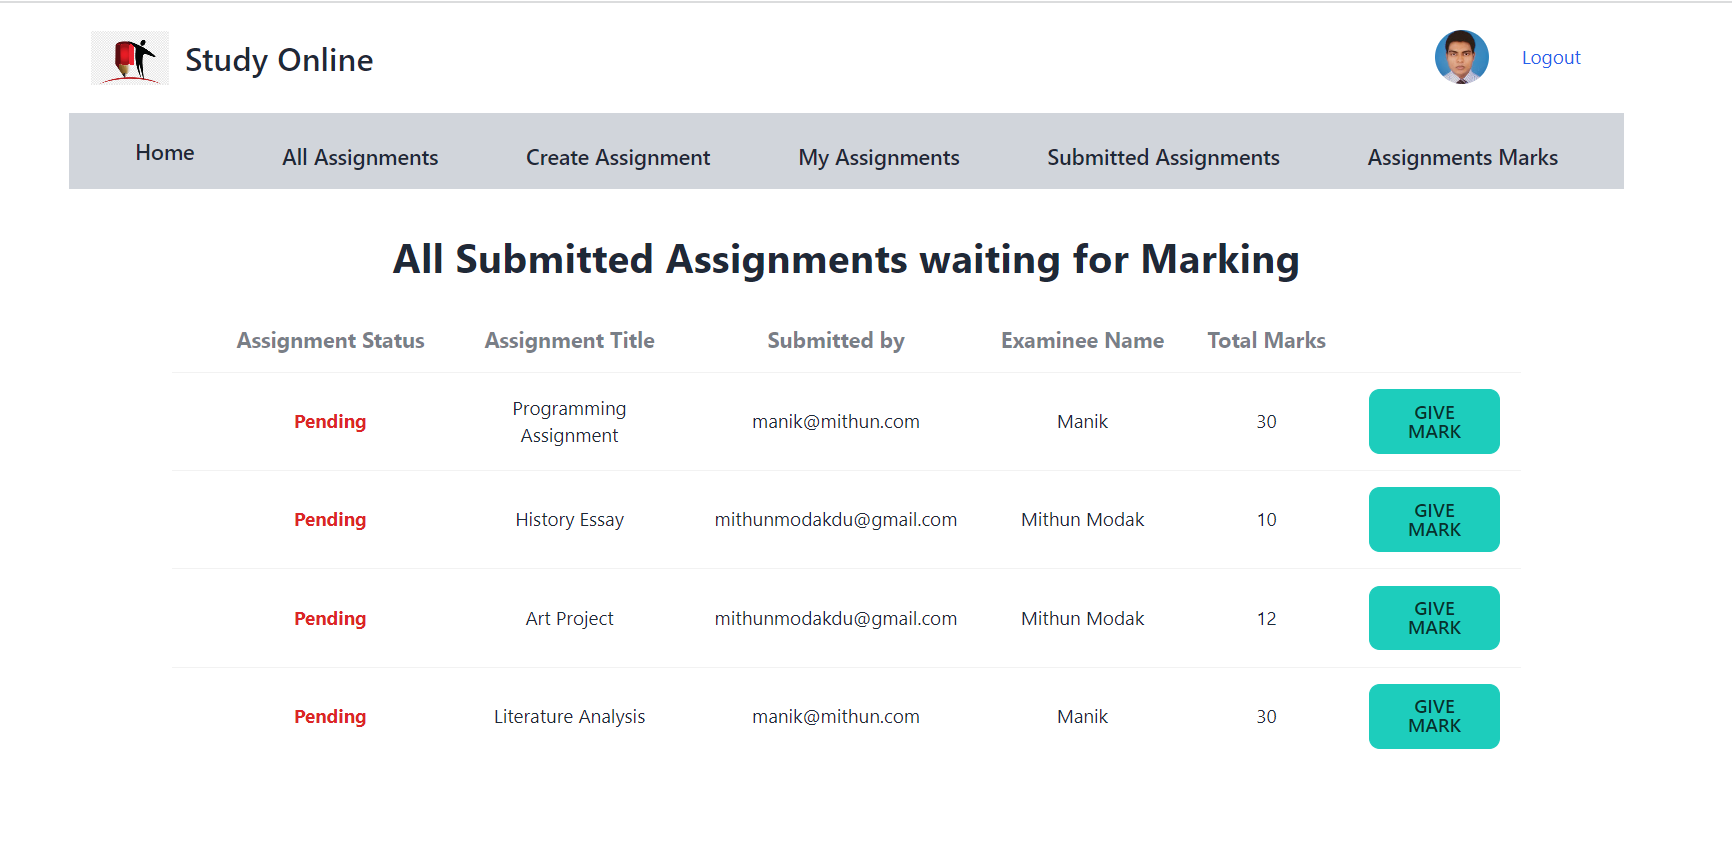 Study Online
Logout
Home
All Assignments
Create Assignment
My Assignments
Submitted Assignments
Assignments Marks
All Submitted Assignments waiting for Marking
Assignment Status Assignment Title Submitted by Examinee Name Total Marks
Pending
Programming
Assignment
manik@mithun.com
Manik
30
GIVE
MARK
Pending
History Essay
mithunmodakdu@gmail.com
Mithun Modak
10
GIVE
MARK
Pending
Art Project
mithunmodakdu@gmail.com
Mithun Modak
12
GIVE
MARK
Pending
Literature Analysis
manik@mithun.com
Manik
30
GIVE
MARK